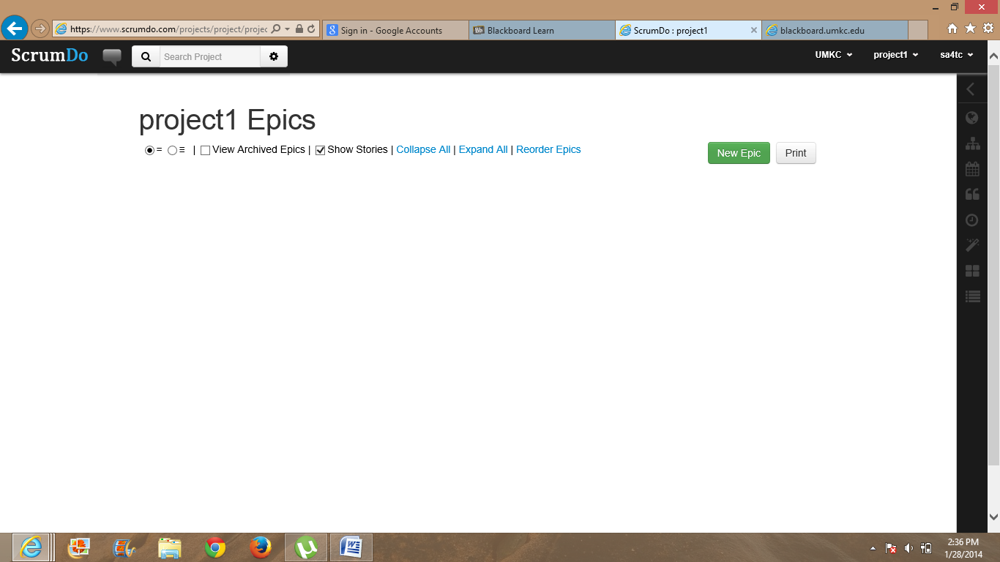 https://www.scrumdo.com/projects/project/projec
Sign in - Google Accounts
Bb Blackboard Learn
ScrumDo : project1
blackboard.umkc.edu
ScrumDo
Search Project
UMKC
project1
sa4tc
project1 Epics
= ≡ | View Archived Epics | Show Stories | Collapse All | Expand All | Reorder Epics
New Epic
Print
2:36 PM
1/28/2014